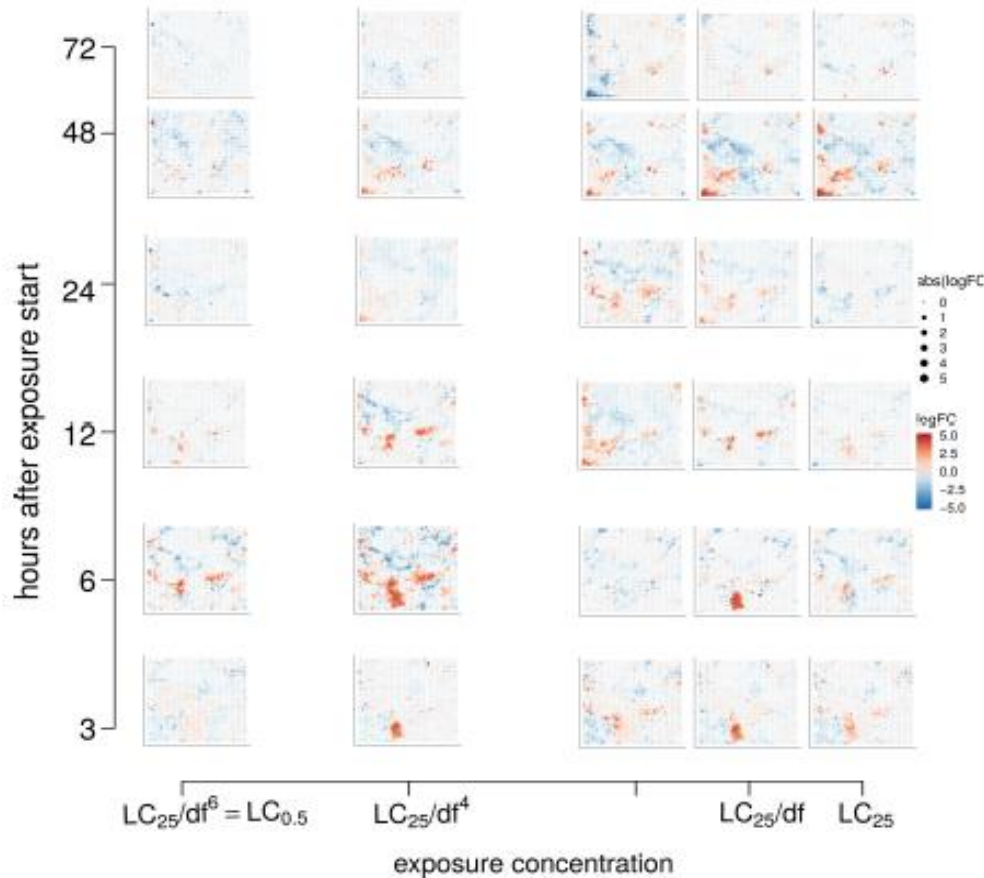 72
48
24
12
6
3
hours after exposure start
abs(logFC
0
1
2
3
4
5
logFC
5.0
2.5
0.0
−2.5
−5.0
LC25/df⁶ = LC0.5
LC25/df⁴
LC25/df
LC25
exposure concentration